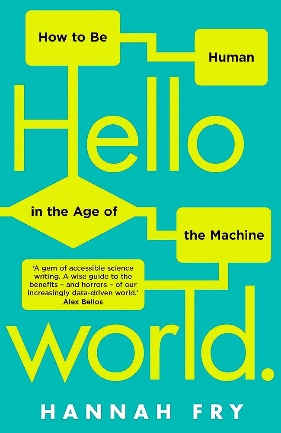 How to Be
Human
Hello
in the Age of
the Machine
'A gem of accessible science
writing. A wise guide to the
benefits – and horrors – of our
increasingly data-driven world.'
Alex Bellos
world.
HANNAH FRY